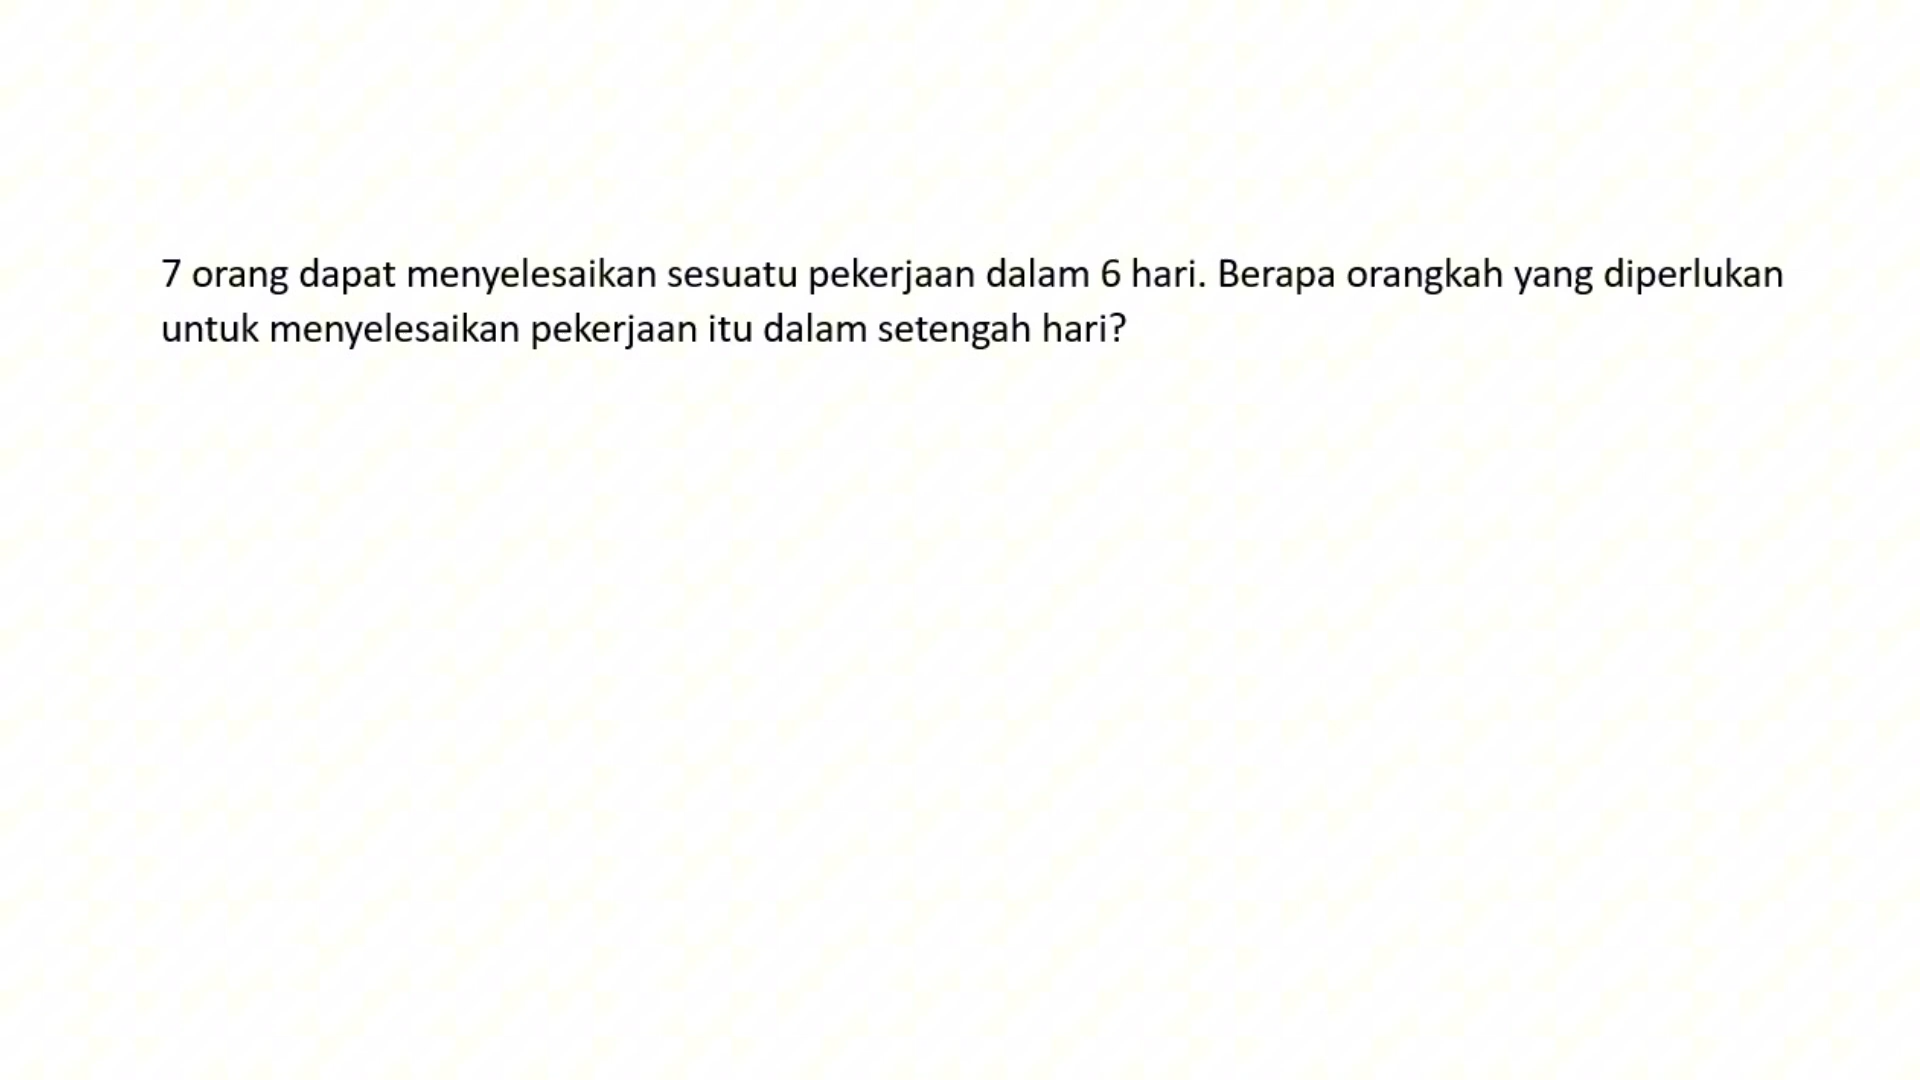 7 orang dapat menyelesaikan sesuatu pekerjaan dalam 6 hari. Berapa orangkah yang diperlukan
untuk menyelesaikan pekerjaan itu dalam setengah hari?